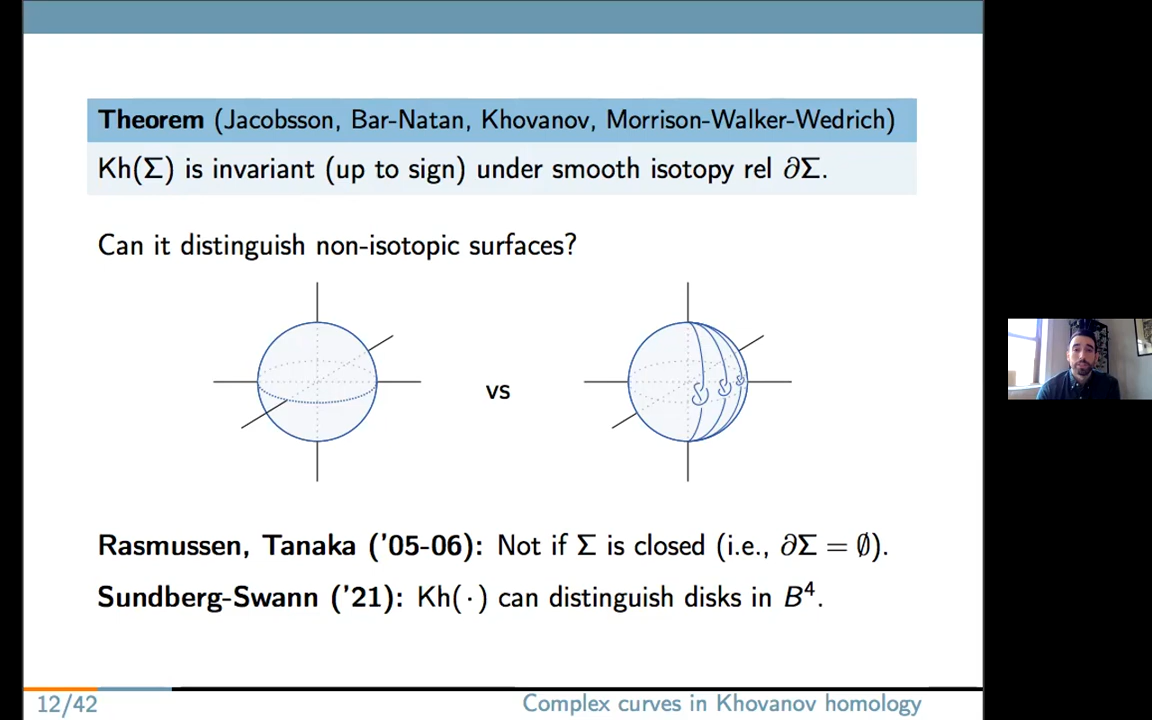 Theorem (Jacobsson, Bar-Natan, Khovanov, Morrison-Walker-Wedrich)
Kh(Σ) is invariant (up to sign) under smooth isotopy rel ∂Σ.
Can it distinguish non-isotopic surfaces?
vs
Rasmussen, Tanaka ('05-06): Not if Σ is closed (i.e., ∂Σ = ∅).
Sundberg-Swann ('21): Kh(·) can distinguish disks in B⁴.
12/42
Complex curves in Khovanov homology